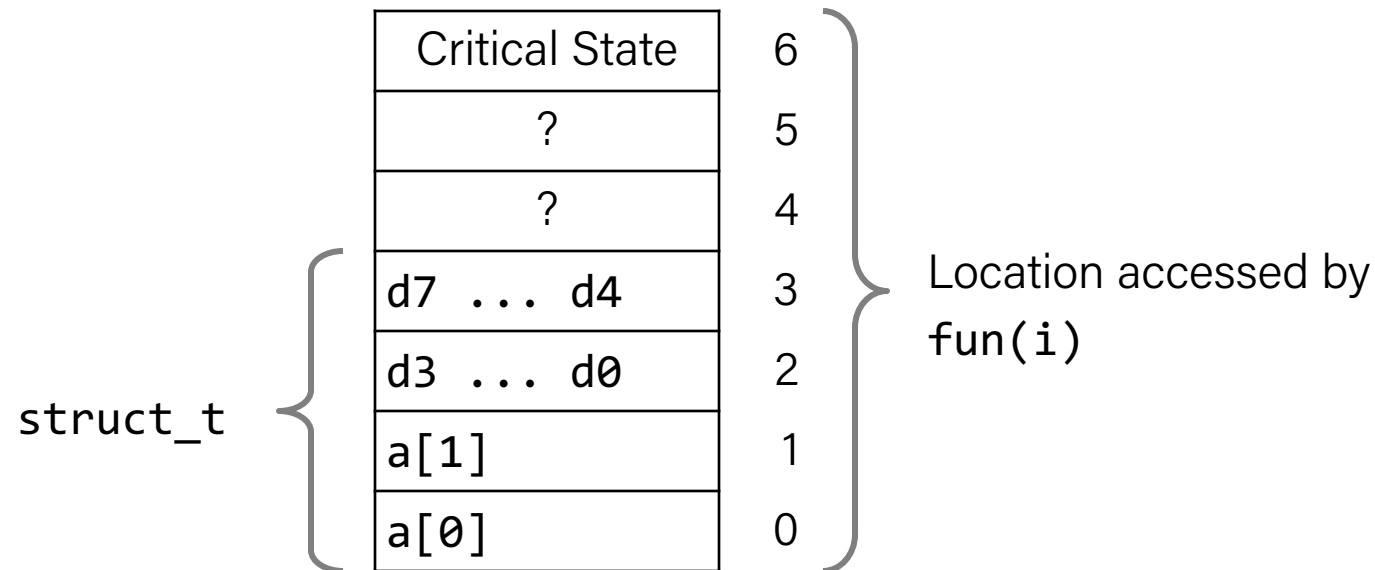 Critical State 6
? 5
? 4
d7 ... d4 3
d3 ... d0 2
a[1] 1
a[0] 0
struct_t
Location accessed by
fun(i)